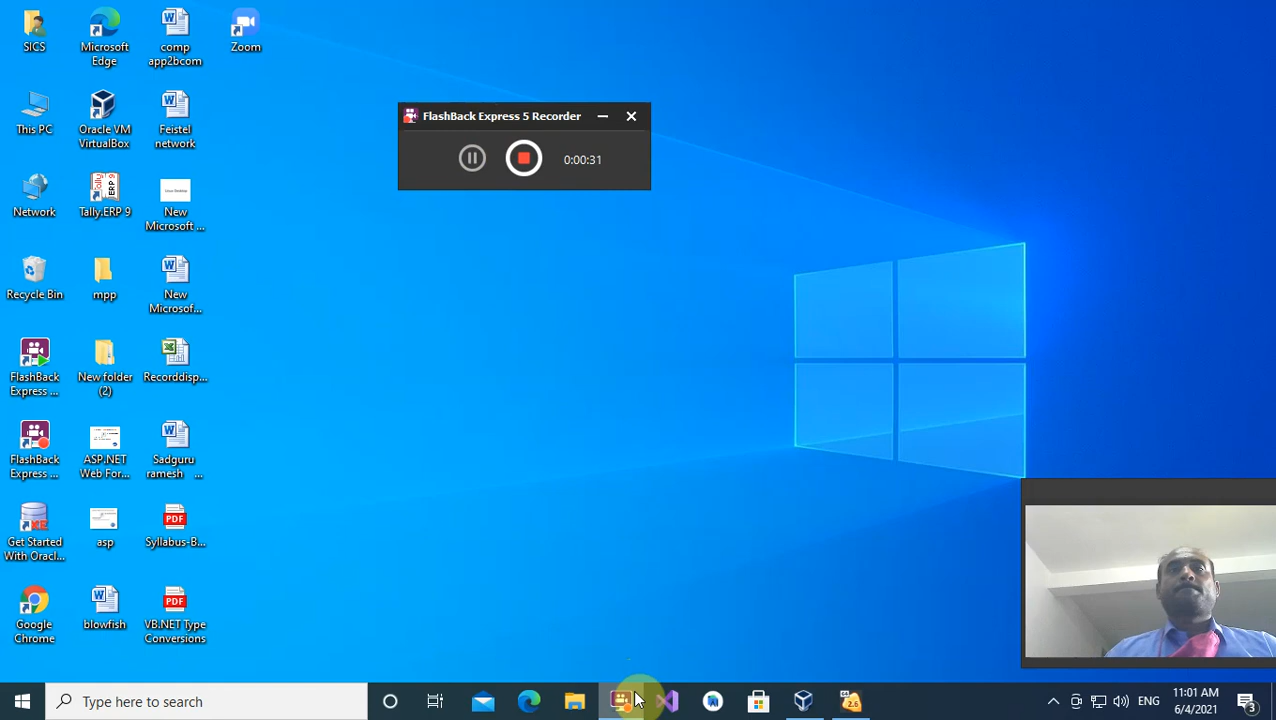 SICS
Microsoft
Edge
comp
app2bcom
Zoom
This PC
Oracle VM
VirtualBox
Feistel
network
Network
Tally.ERP 9
New
Microsoft ...
Recycle Bin
mpp
New
Microsof...
FlashBack
Express ...
New folder
(2)
Recorddisp...
FlashBack
Express ...
ASP.NET
Web For...
Sadguru
ramesh ...
Get Started
With Oracl...
asp
Syllabus-B...
Google
Chrome
blowfish
VB.NET Type
Conversions
FlashBack Express 5 Recorder
0:00:31
Type here to search
2.6
ENG
11:01 AM
6/4/2021
3